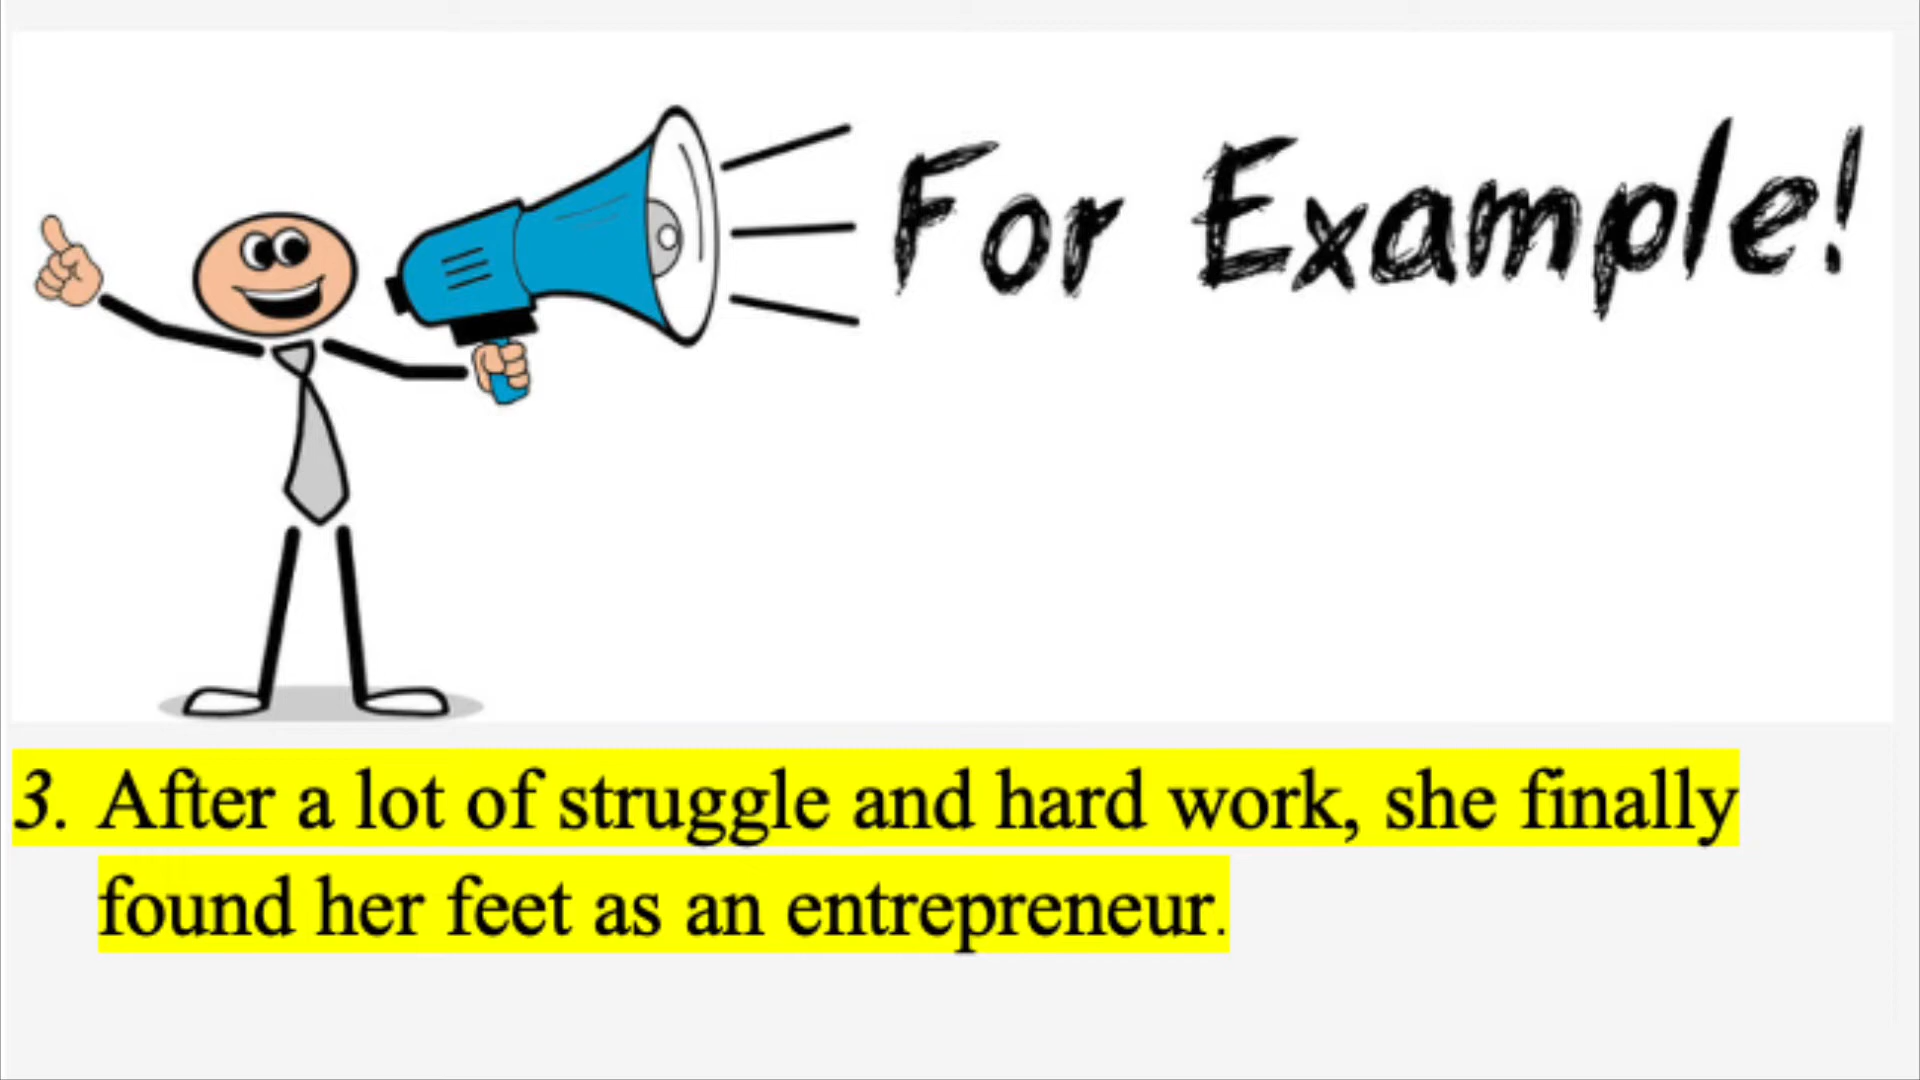 For Example!
3. After a lot of struggle and hard work, she finally
found her feet as an entrepreneur.